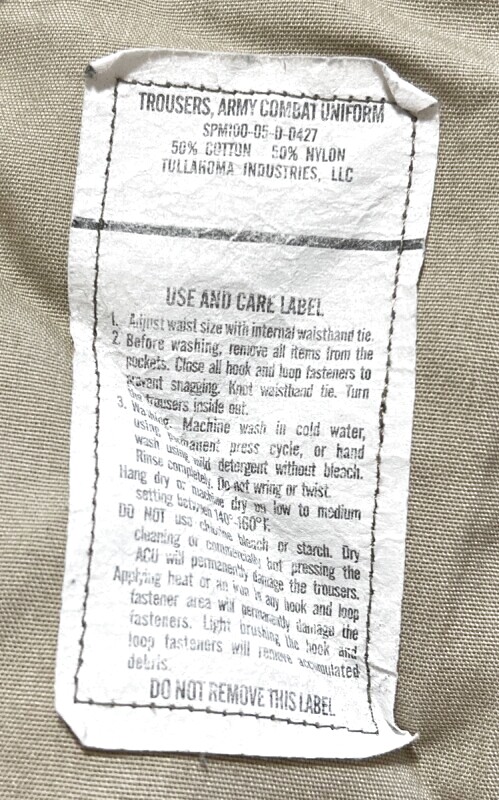 TROUSERS, ARMY COMBAT UNIFORM
SPM100-05-D-0427
50% COTTON 50% NYLON
TULLAHOMA INDUSTRIES, LLC
USE AND CARE LABEL
1. Adjust waist size with internal waistband tie.
2. Before washing, remove all items from the
pockets. Close all hook and loop fasteners to
prevent snagging. Knot waistband tie. Turn
the trousers inside out.
3. Washing. Machine wash in cold water,
using permanent press cycle, or hand
wash using mild detergent without bleach.
Rinse completely. Do not wring or twist.
Hang dry or machine dry on low to medium
setting between 140°-160°F.
DO NOT use chlorine bleach or starch. Dry
cleaning or commercially hot pressing the
ACU will permanently damage the trousers.
Applying heat or an iron in any hook and loop
fastener area will permanently damage the
fasteners. Light brushing the hook and
loop fasteners will remove accumulated
debris.
DO NOT REMOVE THIS LABEL